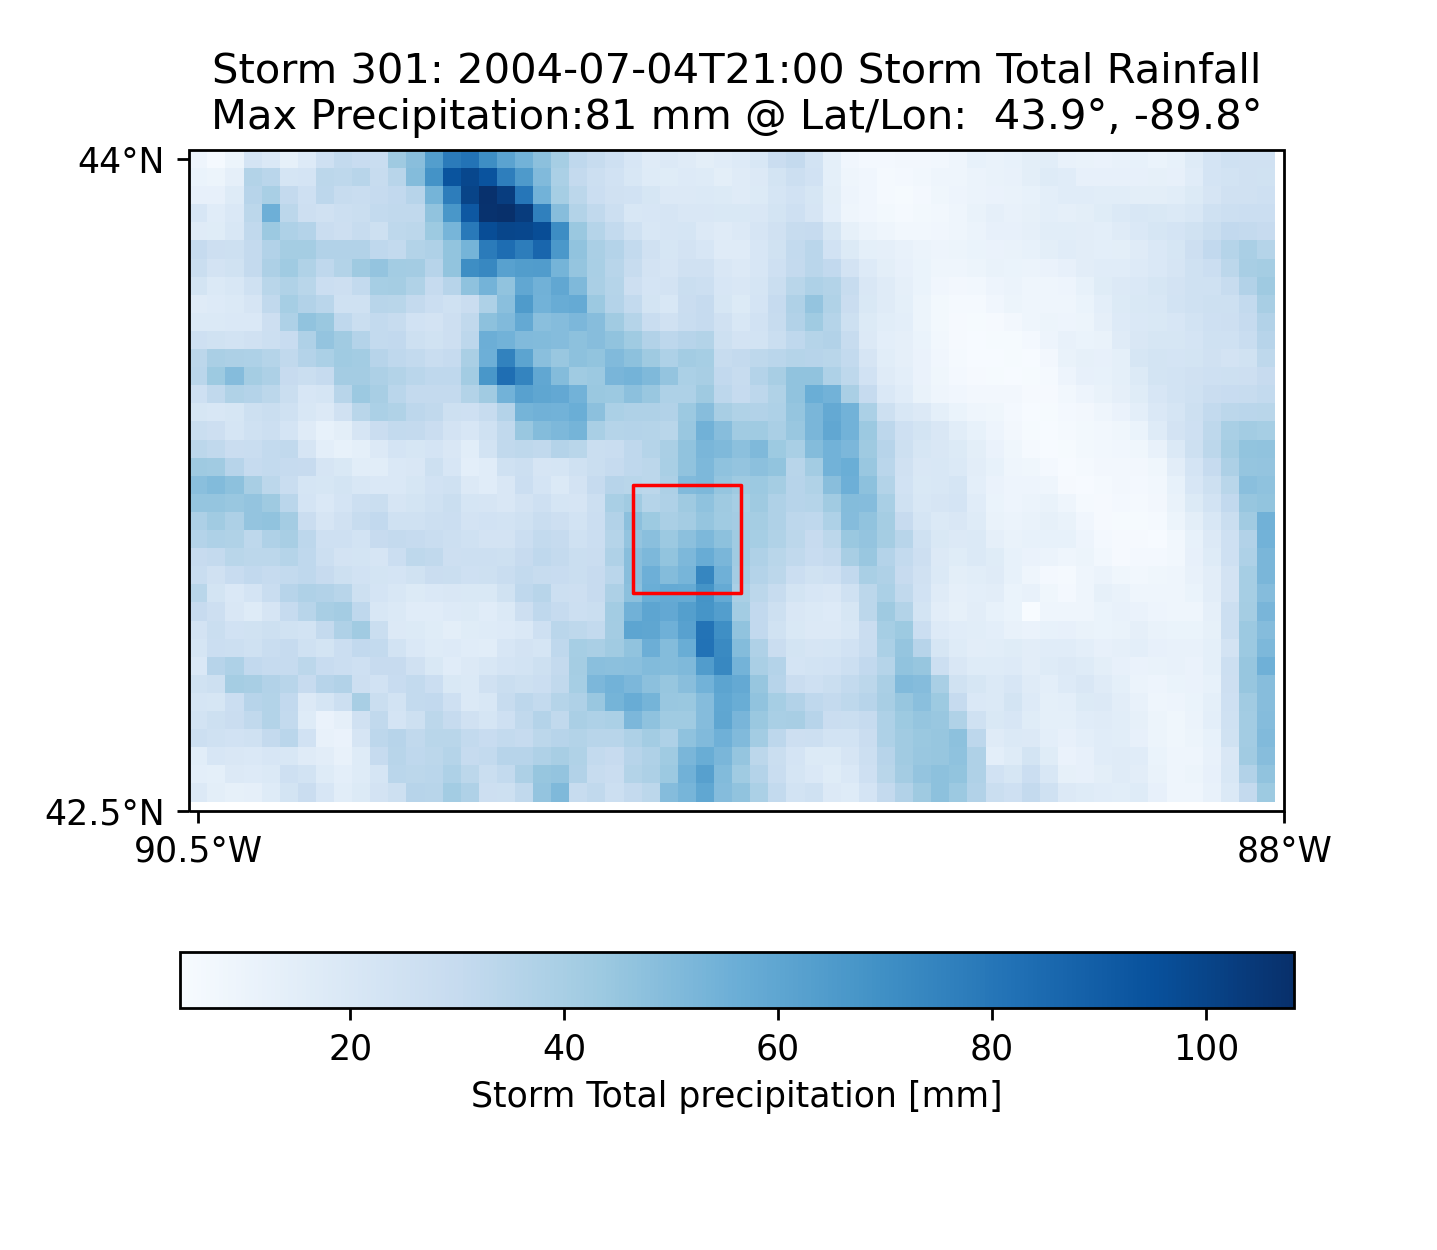 Storm 301: 2004-07-04T21:00 Storm Total Rainfall
Max Precipitation:81 mm @ Lat/Lon:  43.9°, -89.8°
44°N
42.5°N
90.5°W 88°W
20 40 60 80 100
Storm Total precipitation [mm]